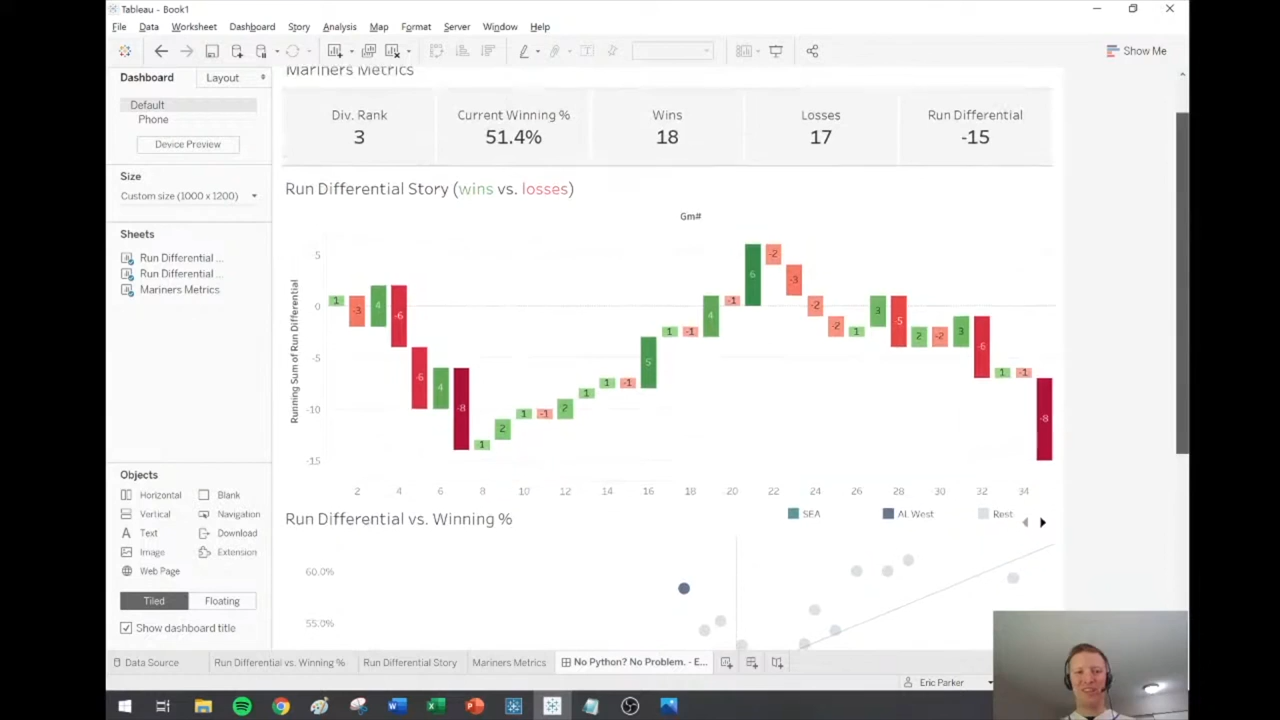 Tableau - Book1
File Data Worksheet Dashboard Story Analysis Map Format Server Window Help
Show Me
Dashboard Layout
Default
Phone
Device Preview
Size
Custom size (1000 x 1200)
Sheets
Run Differential ...
Run Differential ...
Mariners Metrics
Objects
Horizontal Blank
Vertical Navigation
Text Download
Image Extension
Web Page
Tiled Floating
Show dashboard title
Mariners Metrics
Div. Rank Current Winning % Wins Losses Run Differential
3 51.4% 18 17 -15
Run Differential Story (wins vs. losses)
Gm#
Running Sum of Run Differential
5
0
-5
-10
-15
1 -3 4 -6 -6 4 -8 1 2 1 -1 2 1 1 -1 5 1 -1 4 -1 6 -2 -3 -2 -2 1 3 -5 2 -2 3 -6 1 -1 -8
2 4 6 8 10 12 14 16 18 20 22 24 26 28 30 32 34
Run Differential vs. Winning %
SEA AL West Rest
60.0%
55.0%
Data Source Run Differential vs. Winning % Run Differential Story Mariners Metrics No Python? No Problem. - E...
Eric Parker